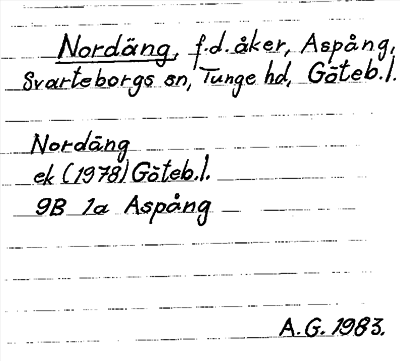 Nordäng, f.d. åker, Aspång,
Svarteborgs sn, Tunge hd, Göteb.l.
Nordäng
ek (1978) Göteb.l.
9B 1a Aspång
A.G. 1983.